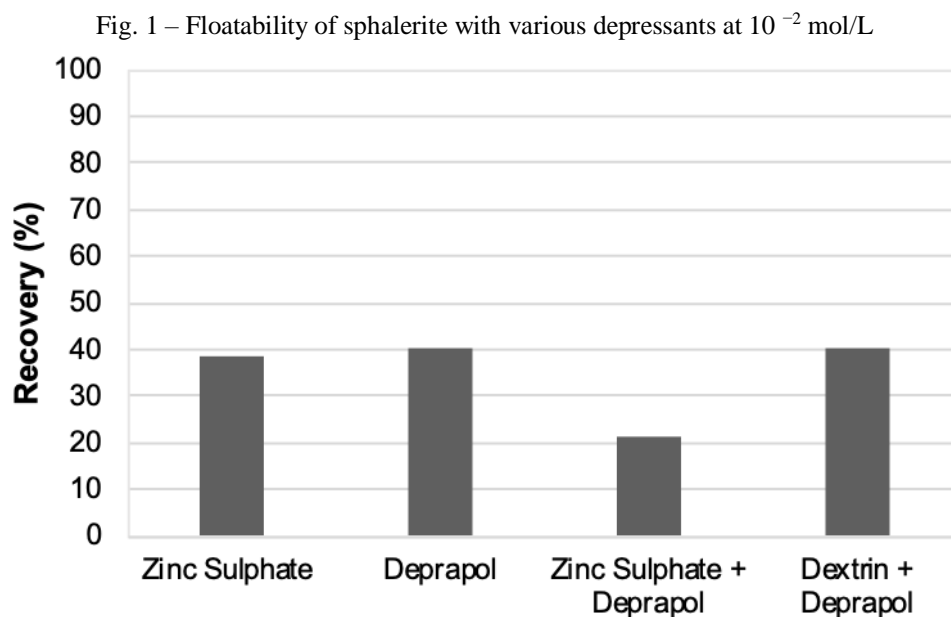 Fig. 1 – Floatability of sphalerite with various depressants at 10 ⁻² mol/L
100
90
80
70
60
50
40
30
20
10
0
Recovery (%)
Zinc Sulphate
Deprapol
Zinc Sulphate +
Deprapol
Dextrin +
Deprapol